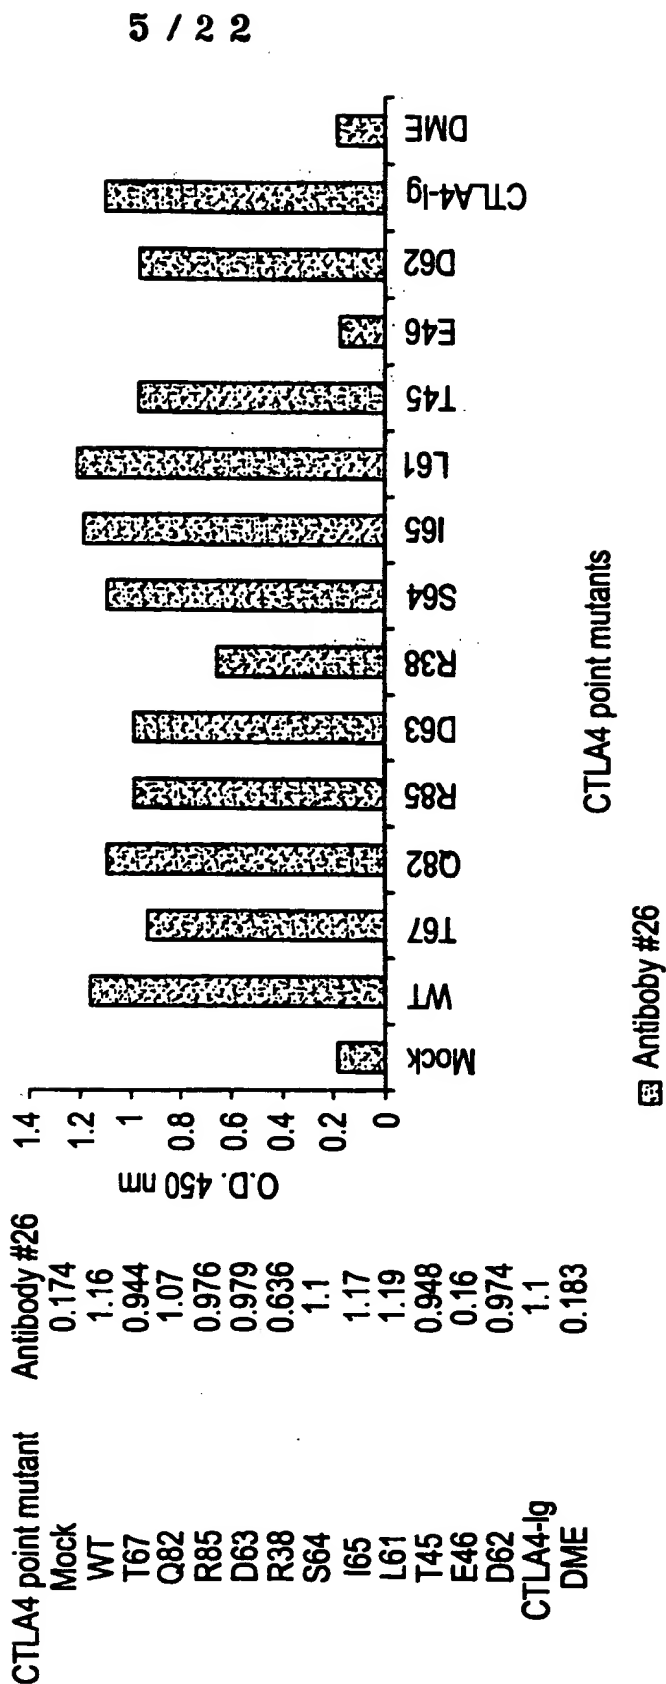 5 / 2 2
CTLA4 point mutant Antibody #26
Mock 0.174
WT 1.16
T67 0.944
Q82 1.07
R85 0.976
D63 0.979
R38 0.636
S64 1.1
I65 1.17
L61 1.19
T45 0.948
E46 0.16
D62 0.974
CTLA4-Ig 1.1
DME 0.183
O.D. 450 nm
1.4
1.2
1
0.8
0.6
0.4
0.2
0
Mock
WT
T67
Q82
R85
D63
R38
S64
I65
L61
T45
E46
D62
CTLA4-Ig
DME
CTLA4 point mutants
Antiboby #26